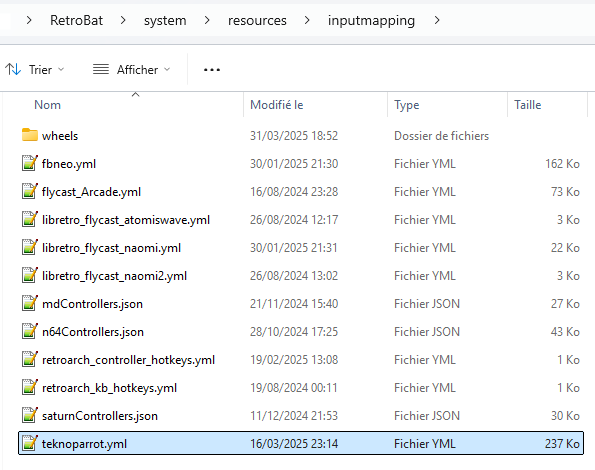 > RetroBat > system > resources > inputmapping >
Trier Afficher ...
Nom Modifié le Type Taille
wheels 31/03/2025 18:52 Dossier de fichiers
fbneo.yml 30/01/2025 21:30 Fichier YML 162 Ko
flycast_Arcade.yml 16/08/2024 23:28 Fichier YML 73 Ko
libretro_flycast_atomiswave.yml 26/08/2024 12:17 Fichier YML 3 Ko
libretro_flycast_naomi.yml 30/01/2025 21:31 Fichier YML 22 Ko
libretro_flycast_naomi2.yml 26/08/2024 13:02 Fichier YML 3 Ko
mdControllers.json 21/11/2024 15:40 Fichier JSON 27 Ko
n64Controllers.json 28/10/2024 17:25 Fichier JSON 43 Ko
retroarch_controller_hotkeys.yml 19/02/2025 13:08 Fichier YML 1 Ko
retroarch_kb_hotkeys.yml 19/08/2024 00:11 Fichier YML 1 Ko
saturnControllers.json 11/12/2024 21:53 Fichier JSON 30 Ko
teknoparrot.yml 16/03/2025 23:14 Fichier YML 237 Ko